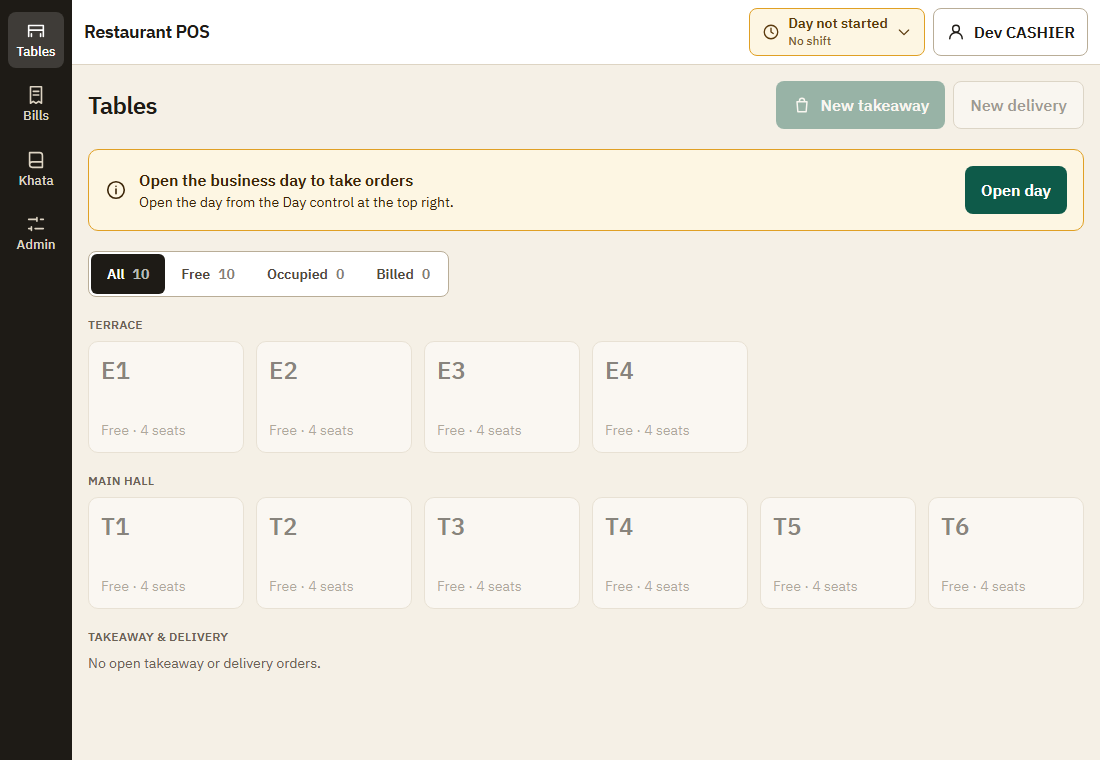 Restaurant POS
Day not started
No shift
Dev CASHIER
Tables
Bills
Khata
Admin
Tables
New takeaway
New delivery
Open the business day to take orders
Open the day from the Day control at the top right.
Open day
All 10 Free 10 Occupied 0 Billed 0
TERRACE
E1 E2 E3 E4
Free · 4 seats Free · 4 seats Free · 4 seats Free · 4 seats
MAIN HALL
T1 T2 T3 T4 T5 T6
Free · 4 seats Free · 4 seats Free · 4 seats Free · 4 seats Free · 4 seats Free · 4 seats
TAKEAWAY & DELIVERY
No open takeaway or delivery orders.